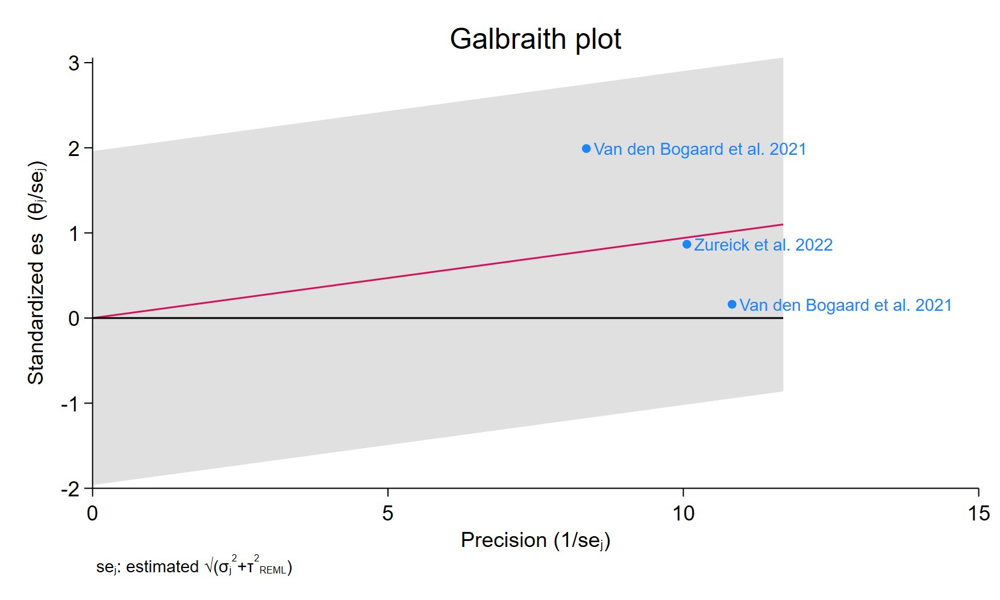 Galbraith plot
3
2
1
0
-1
-2
Standardized es (θj/sej)
Van den Bogaard et al. 2021
Zureick et al. 2022
Van den Bogaard et al. 2021
0 5 10 15
Precision (1/sej)
sej: estimated √(σj²+τ²REML)